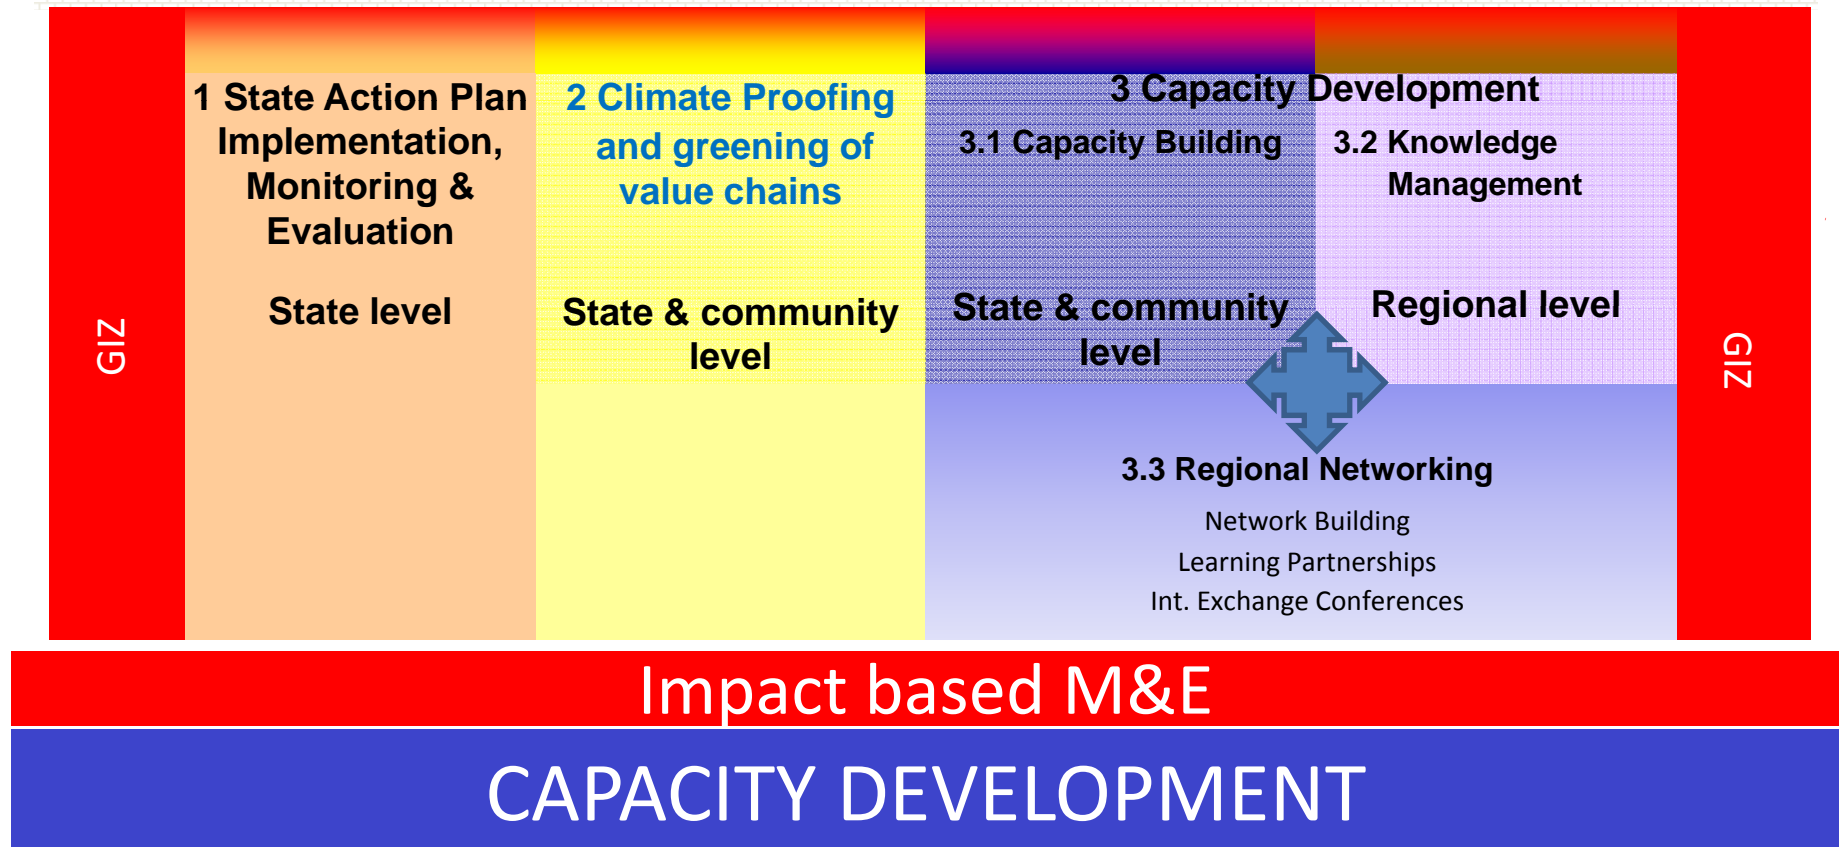 GIZ
1 State Action Plan
Implementation,
Monitoring &
Evaluation
State level
2 Climate Proofing
and greening of
value chains
State & community
level
3 Capacity Development
3.1 Capacity Building
State & community
level
3.2 Knowledge
Management
Regional level
3.3 Regional Networking
Network Building
Learning Partnerships
Int. Exchange Conferences
GIZ
Impact based M&E
CAPACITY DEVELOPMENT